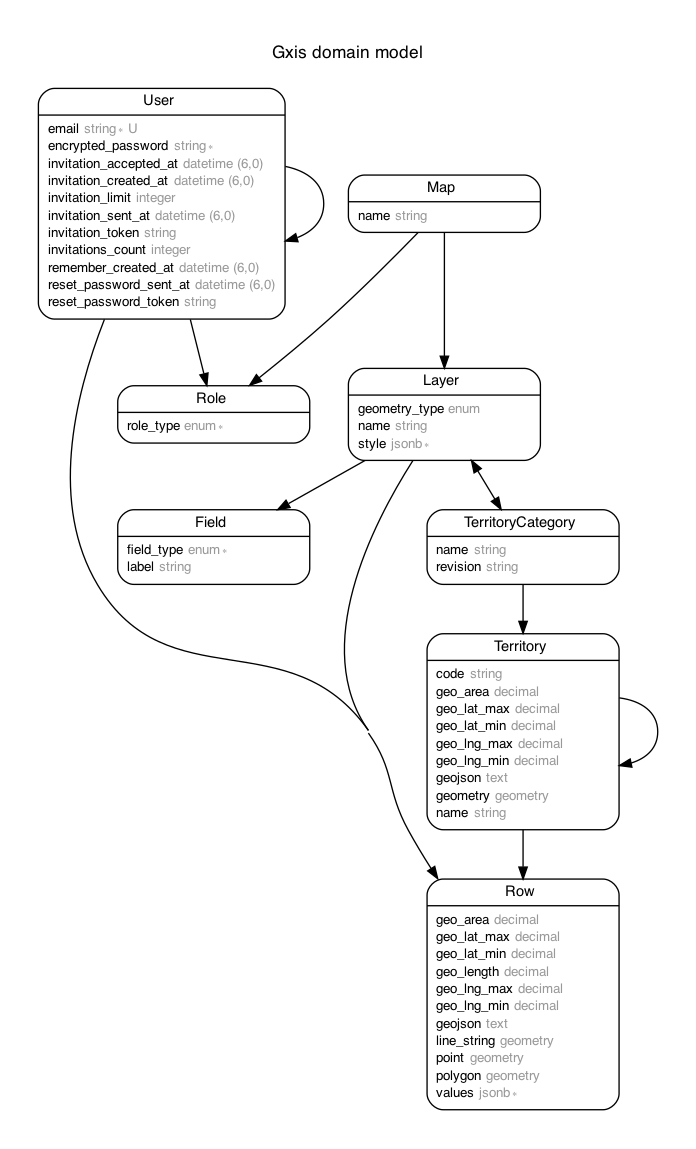 Gxis domain model
User
email string∗ U
encrypted_password string∗
invitation_accepted_at datetime (6,0)
invitation_created_at datetime (6,0)
invitation_limit integer
invitation_sent_at datetime (6,0)
invitation_token string
invitations_count integer
remember_created_at datetime (6,0)
reset_password_sent_at datetime (6,0)
reset_password_token string
Map
name string
Role
role_type enum∗
Layer
geometry_type enum
name string
style jsonb∗
Field
field_type enum∗
label string
TerritoryCategory
name string
revision string
Territory
code string
geo_area decimal
geo_lat_max decimal
geo_lat_min decimal
geo_lng_max decimal
geo_lng_min decimal
geojson text
geometry geometry
name string
Row
geo_area decimal
geo_lat_max decimal
geo_lat_min decimal
geo_length decimal
geo_lng_max decimal
geo_lng_min decimal
geojson text
line_string geometry
point geometry
polygon geometry
values jsonb∗